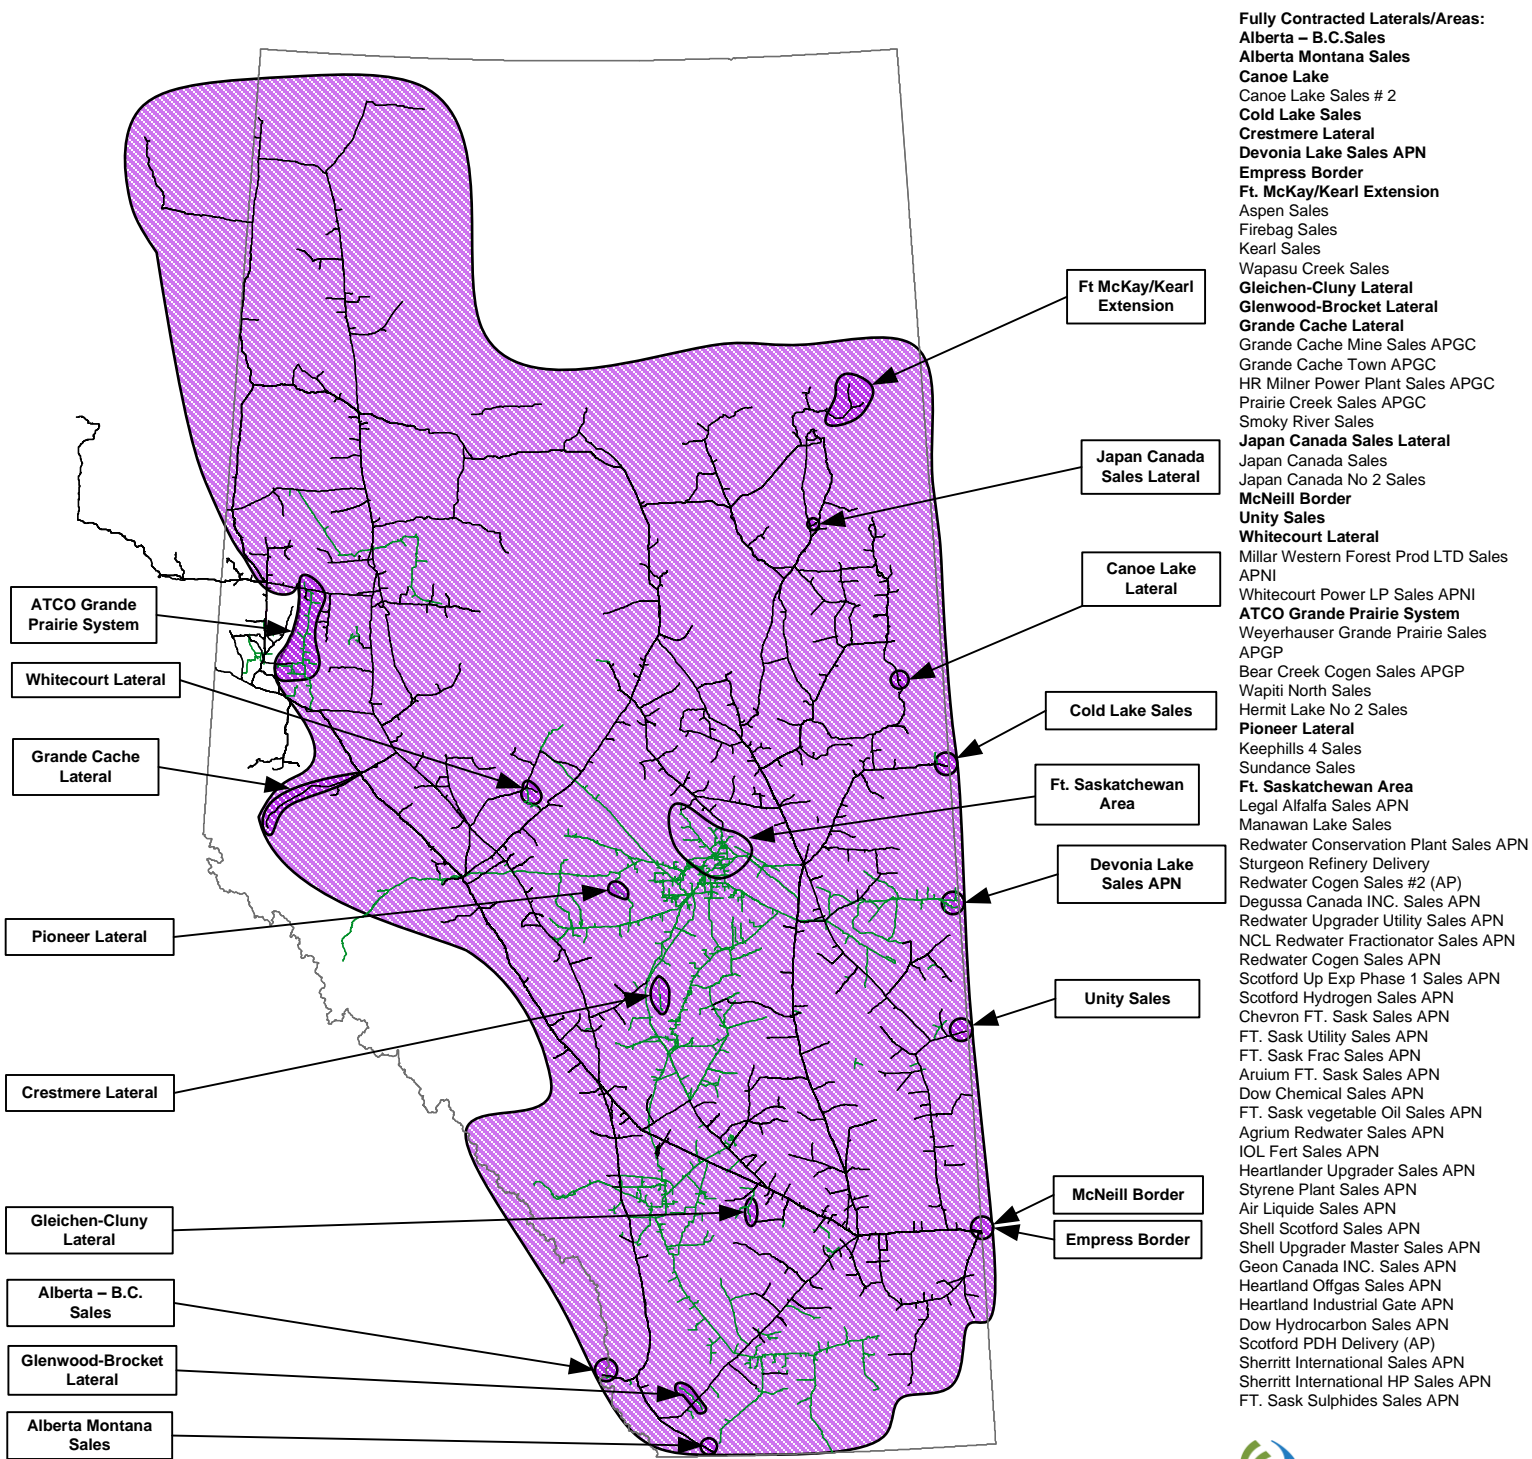 Fully Contracted Laterals/Areas:
Alberta – B.C.Sales
Alberta Montana Sales
Canoe Lake
Canoe Lake Sales # 2
Cold Lake Sales
Crestmere Lateral
Devonia Lake Sales APN
Empress Border
Ft. McKay/Kearl Extension
Aspen Sales
Firebag Sales
Kearl Sales
Wapasu Creek Sales
Gleichen-Cluny Lateral
Glenwood-Brocket Lateral
Grande Cache Lateral
Grande Cache Mine Sales APGC
Grande Cache Town APGC
HR Milner Power Plant Sales APGC
Prairie Creek Sales APGC
Smoky River Sales
Japan Canada Sales Lateral
Japan Canada Sales
Japan Canada No 2 Sales
McNeill Border
Unity Sales
Whitecourt Lateral
Millar Western Forest Prod LTD Sales
APNI
Whitecourt Power LP Sales APNI
ATCO Grande Prairie System
Weyerhauser Grande Prairie Sales
APGP
Bear Creek Cogen Sales APGP
Wapiti North Sales
Hermit Lake No 2 Sales
Pioneer Lateral
Keephills 4 Sales
Sundance Sales
Ft. Saskatchewan Area
Legal Alfalfa Sales APN
Manawan Lake Sales
Redwater Conservation Plant Sales APN
Sturgeon Refinery Delivery
Redwater Cogen Sales #2 (AP)
Degussa Canada INC. Sales APN
Redwater Upgrader Utility Sales APN
NCL Redwater Fractionator Sales APN
Redwater Cogen Sales APN
Scotford Up Exp Phase 1 Sales APN
Scotford Hydrogen Sales APN
Chevron FT. Sask Sales APN
FT. Sask Utility Sales APN
FT. Sask Frac Sales APN
Aruium FT. Sask Sales APN
Dow Chemical Sales APN
FT. Sask vegetable Oil Sales APN
Agrium Redwater Sales APN
IOL Fert Sales APN
Heartlander Upgrader Sales APN
Styrene Plant Sales APN
Air Liquide Sales APN
Shell Scotford Sales APN
Shell Upgrader Master Sales APN
Geon Canada INC. Sales APN
Heartland Offgas Sales APN
Heartland Industrial Gate APN
Dow Hydrocarbon Sales APN
Scotford PDH Delivery (AP)
Sherritt International Sales APN
Sherritt International HP Sales APN
FT. Sask Sulphides Sales APN
Ft McKay/Kearl
Extension
Japan Canada
Sales Lateral
Canoe Lake
Lateral
Cold Lake Sales
Ft. Saskatchewan
Area
Devonia Lake
Sales APN
Unity Sales
McNeill Border
Empress Border
ATCO Grande
Prairie System
Whitecourt Lateral
Grande Cache
Lateral
Pioneer Lateral
Crestmere Lateral
Gleichen-Cluny
Lateral
Alberta – B.C.
Sales
Glenwood-Brocket
Lateral
Alberta Montana
Sales